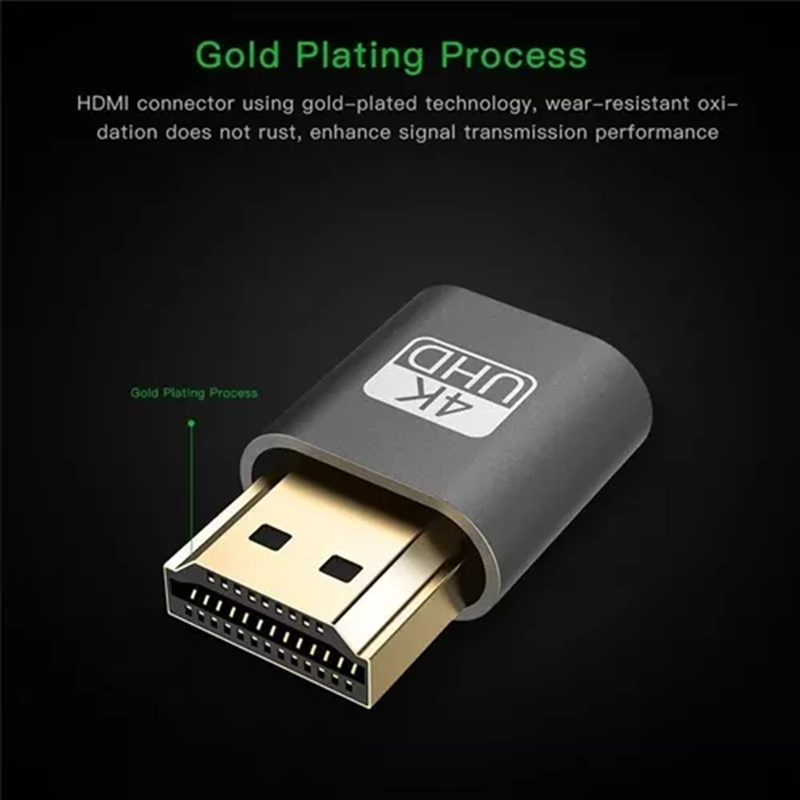 Gold Plating Process
HDMI connector using gold-plated technology, wear-resistant oxi-
dation does not rust, enhance signal transmission performance
4K
UHD
Gold Plating Process